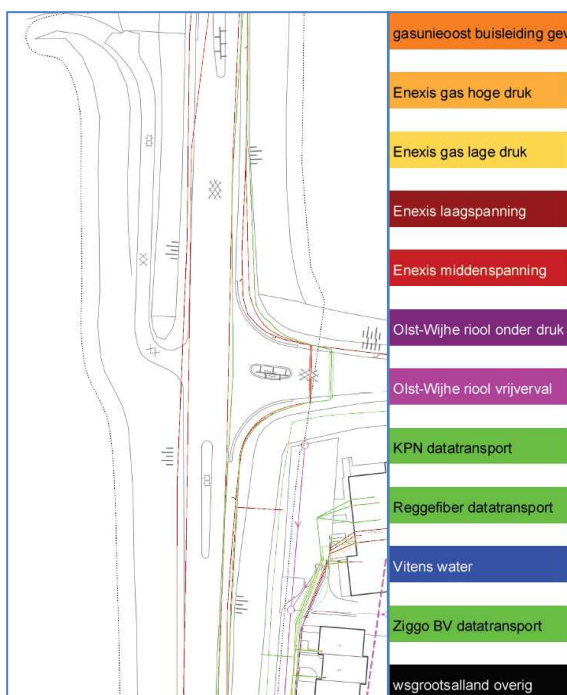 gasunieoost buisleiding gev
Enexis gas hoge druk
Enexis gas lage druk
Enexis laagspanning
Enexis middenspanning
Olst-Wijhe riool onder druk
Olst-Wijhe riool vrijverval
KPN datatransport
Reggefiber datatransport
Vitens water
Ziggo BV datatransport
wsgrootsalland overig